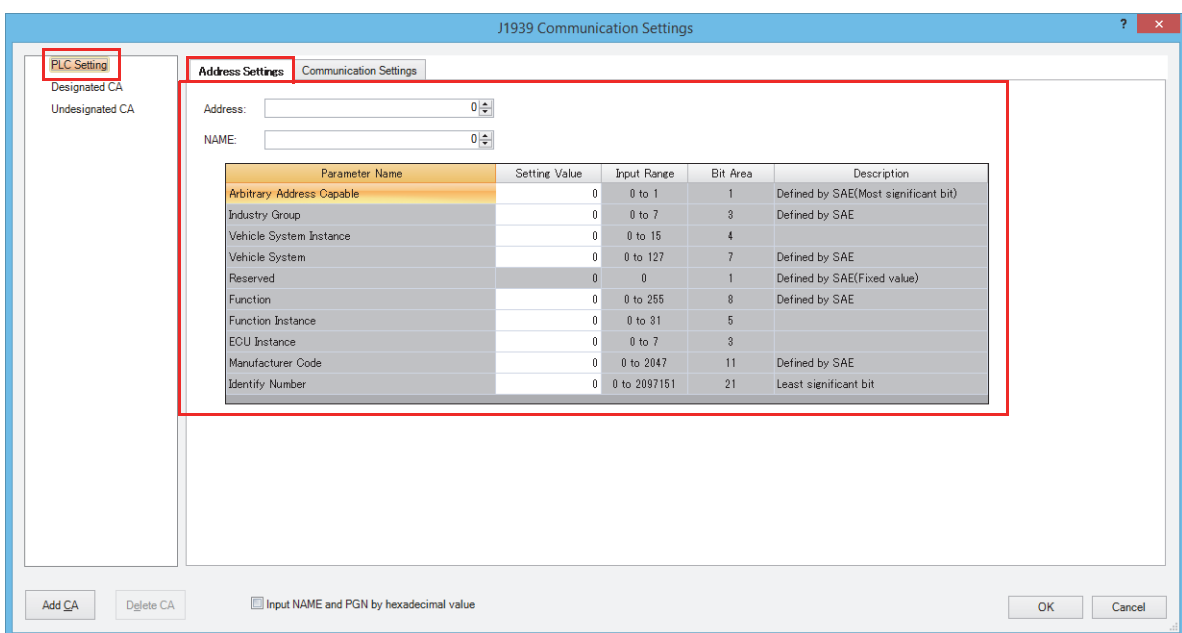 J1939 Communication Settings
?
PLC Setting
Designated CA
Undesignated CA
Address Settings Communication Settings
Address: 0
NAME: 0
Parameter Name Setting Value Input Range Bit Area Description
Arbitrary Address Capable 0 0 to 1 1 Defined by SAE(Most significant bit)
Industry Group 0 0 to 7 3 Defined by SAE
Vehicle System Instance 0 0 to 15 4
Vehicle System 0 0 to 127 7 Defined by SAE
Reserved 0 0 1 Defined by SAE(Fixed value)
Function 0 0 to 255 8 Defined by SAE
Function Instance 0 0 to 31 5
ECU Instance 0 0 to 7 3
Manufacturer Code 0 0 to 2047 11 Defined by SAE
Identify Number 0 0 to 2097151 21 Least significant bit
Add CA Delete CA Input NAME and PGN by hexadecimal value OK Cancel